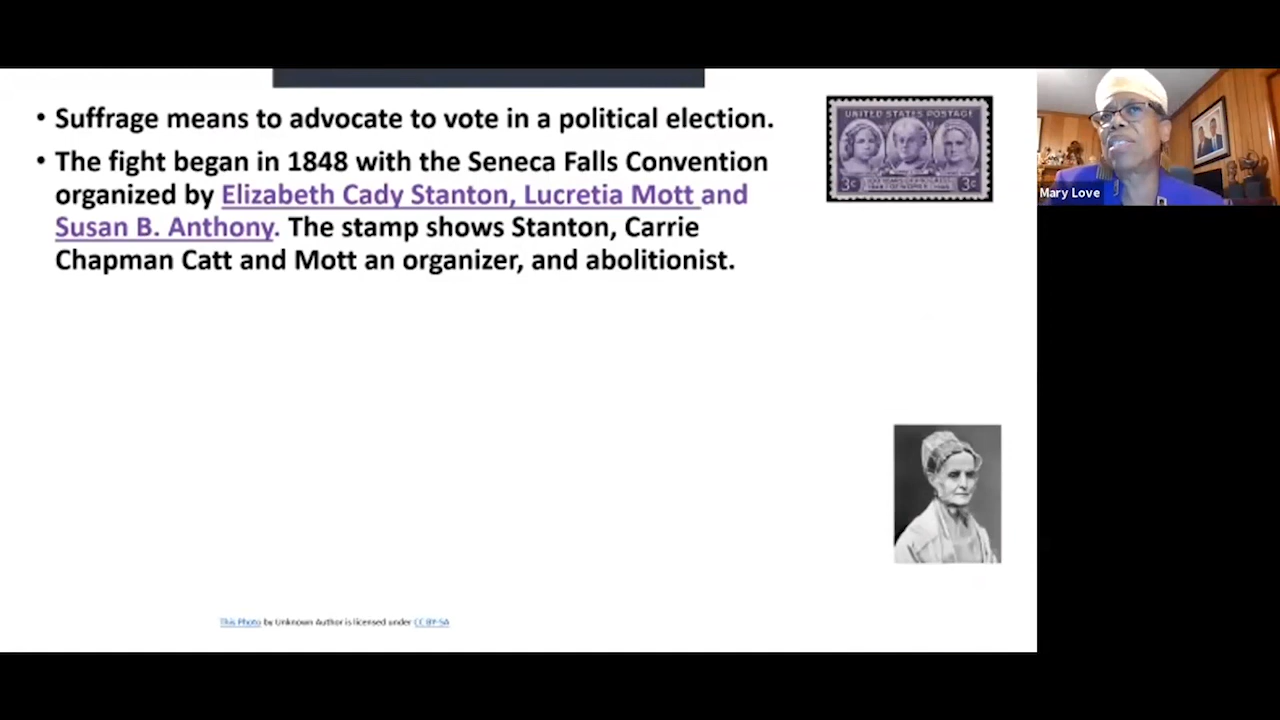 • Suffrage means to advocate to vote in a political election.
• The fight began in 1848 with the Seneca Falls Convention
organized by Elizabeth Cady Stanton, Lucretia Mott and
Susan B. Anthony. The stamp shows Stanton, Carrie
Chapman Catt and Mott an organizer, and abolitionist.
UNITED STATES POSTAGE
3¢ 3¢
Mary Love
This Photo by Unknown Author is licensed under CC BY-SA